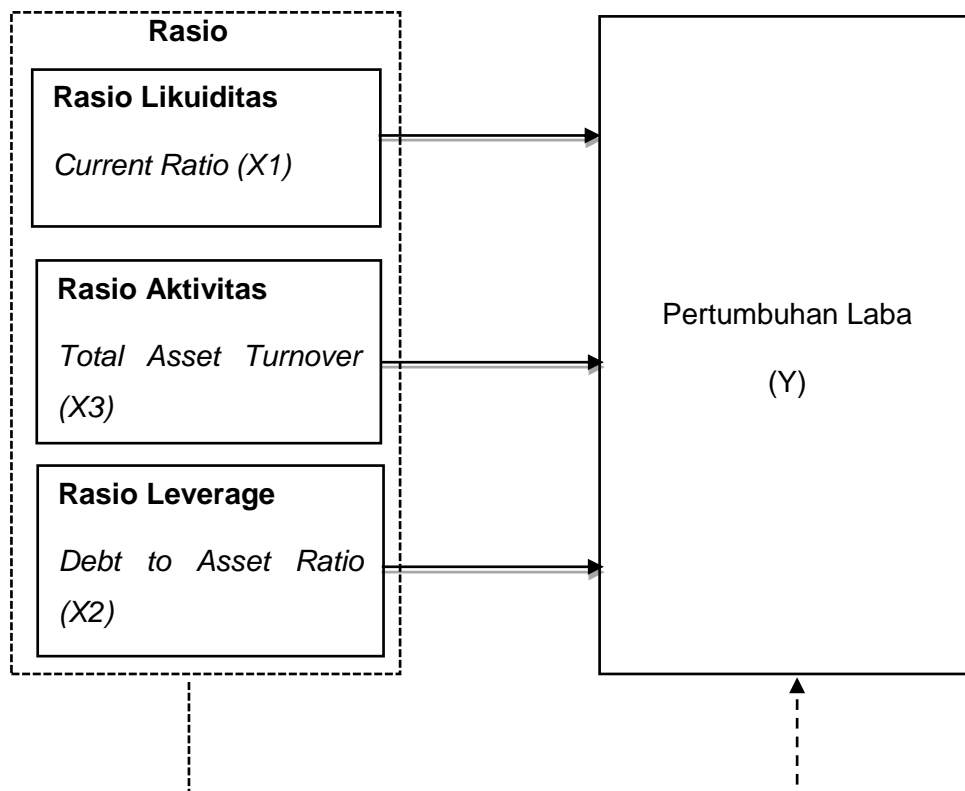 Rasio
Rasio Likuiditas
Current Ratio (X1)
Rasio Aktivitas
Total Asset Turnover
(X3)
Rasio Leverage
Debt to Asset Ratio
(X2)
Pertumbuhan Laba
(Y)